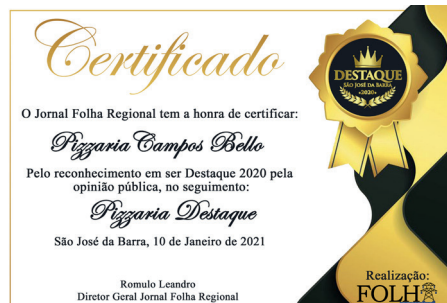 Certificado
O Jornal Folha Regional tem a honra de certificar:
Pizzaria Campos Bello
Pelo reconhecimento em ser Destaque 2020 pela
opinião pública, no seguimento:
Pizzaria Destaque
São José da Barra, 10 de Janeiro de 2021
Romulo Leandro
Diretor Geral Jornal Folha Regional
DESTAQUE
SÃO JOSÉ DA BARRA
•2020•
Realização:
FOLHA